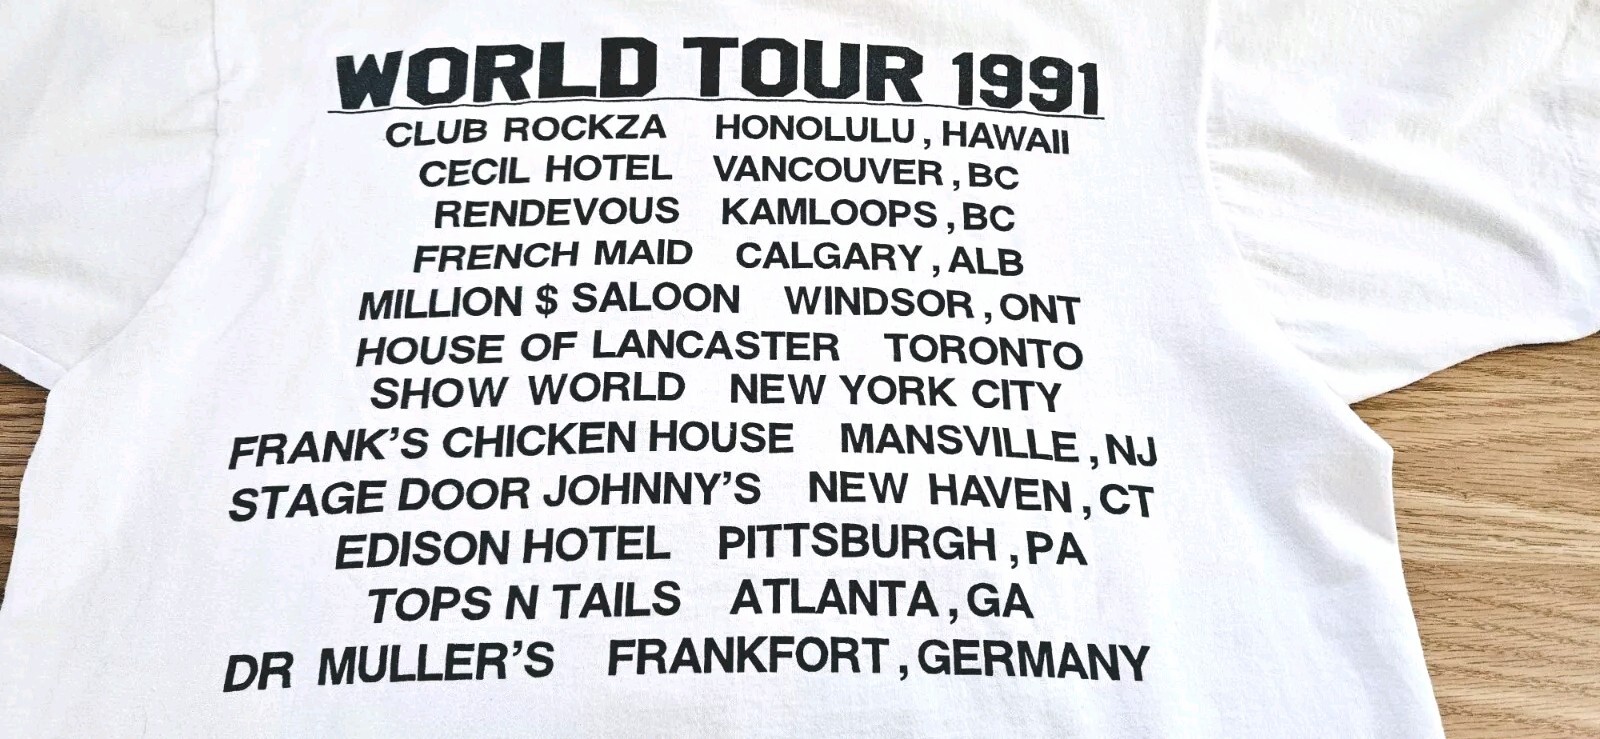 WORLD TOUR 1991
CLUB ROCKZA HONOLULU, HAWAII
CECIL HOTEL VANCOUVER, BC
RENDEVOUS KAMLOOPS, BC
FRENCH MAID CALGARY, ALB
MILLION $ SALOON WINDSOR, ONT
HOUSE OF LANCASTER TORONTO
SHOW WORLD NEW YORK CITY
FRANK'S CHICKEN HOUSE MANSVILLE, NJ
STAGE DOOR JOHNNY'S NEW HAVEN, CT
EDISON HOTEL PITTSBURGH, PA
TOPS N TAILS ATLANTA, GA
DR MULLER'S FRANKFORT, GERMANY